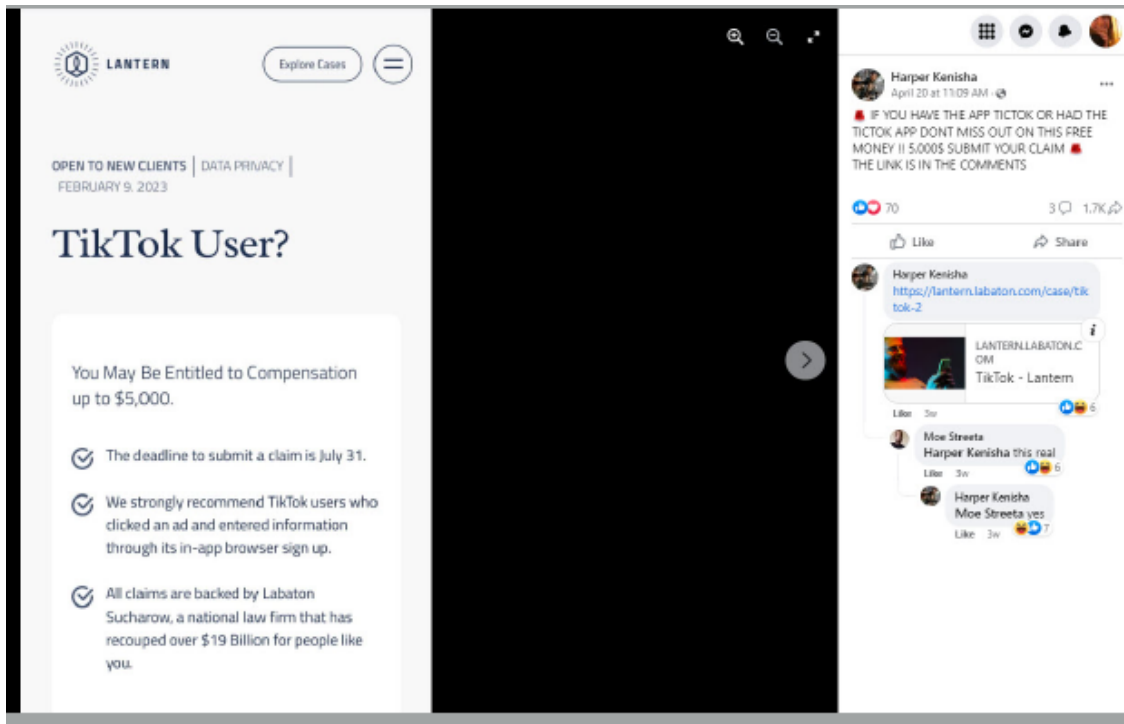 LANTERN
Explore Cases
OPEN TO NEW CLIENTS | DATA PRIVACY |
FEBRUARY 9. 2023
TikTok User?
You May Be Entitled to Compensation
up to $5,000.
The deadline to submit a claim is July 31.
We strongly recommend TikTok users who
clicked an ad and entered information
through its in-app browser sign up.
All claims are backed by Labaton
Sucharow, a national law firm that has
recouped over $19 Billion for people like
you.
Harper Kenisha
April 20 at 11:09 AM ·
IF YOU HAVE THE APP TICTOK OR HAD THE
TICTOK APP DONT MISS OUT ON THIS FREE
MONEY !! 5.000$ SUBMIT YOUR CLAIM
THE LINK IS IN THE COMMENTS
70
3
1.7K
Like
Share
Harper Kenisha
https://lantern.labaton.com/case/tik
tok-2
LANTERN.LABATON.C
OM
TikTok - Lantern
Like 3w
6
Moe Streeta
Harper Kenisha this real
Like 3w
6
Harper Kenisha
Moe Streeta yes
Like 3w
7